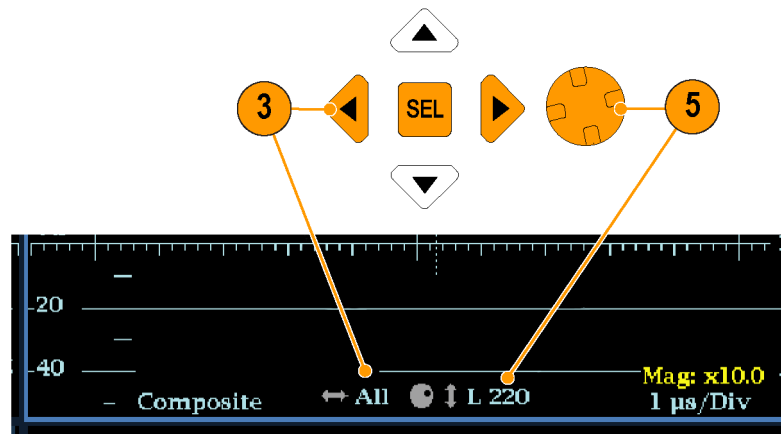 3 SEL 5
-20
-40
Mag: x10.0
– Composite ↔ All ↕ L 220 1 µs/Div